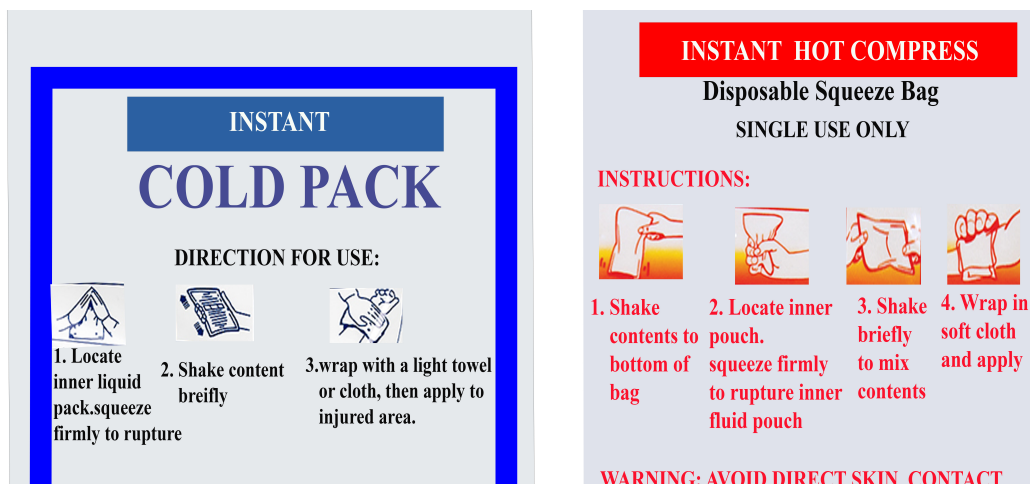 INSTANT
COLD PACK
DIRECTION FOR USE:
1. Locate
inner liquid
pack.squeeze
firmly to rupture
2. Shake content
breifly
3.wrap with a light towel
or cloth, then apply to
injured area.
INSTANT HOT COMPRESS
Disposable Squeeze Bag
SINGLE USE ONLY
INSTRUCTIONS:
1. Shake
contents to
bottom of
bag
2. Locate inner
pouch.
squeeze firmly
to rupture inner
fluid pouch
3. Shake
briefly
to mix
contents
4. Wrap in
soft cloth
and apply
WARNING: AVOID DIRECT SKIN CONTACT